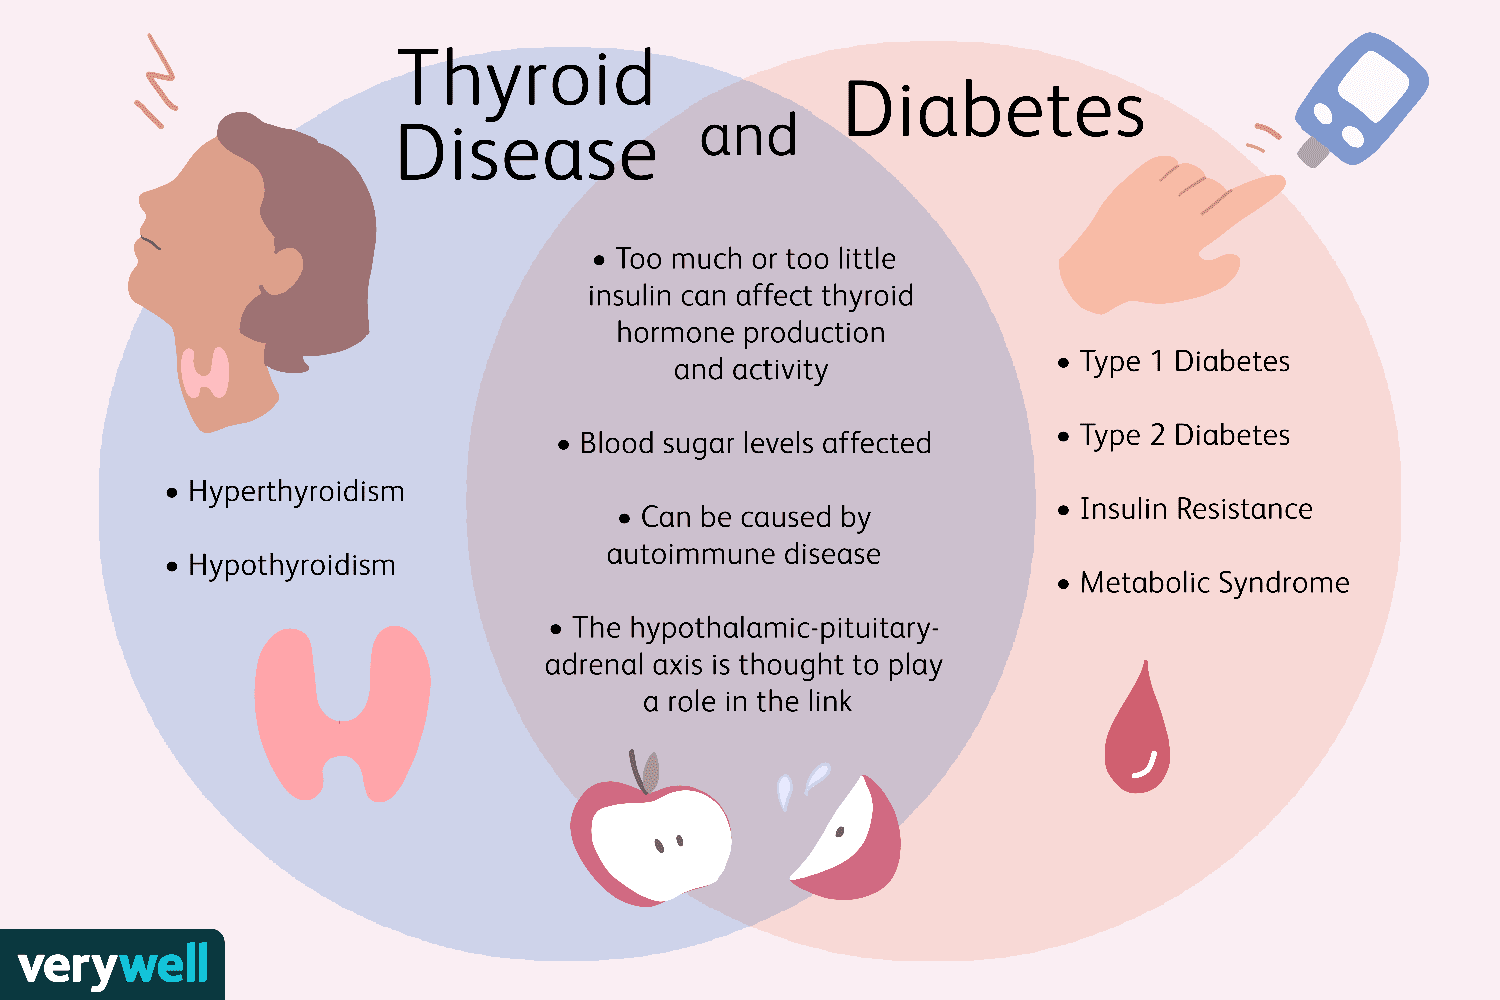 Thyroid
Disease
and
Diabetes
• Too much or too little
insulin can affect thyroid
hormone production
and activity
• Blood sugar levels affected
• Can be caused by
autoimmune disease
• The hypothalamic-pituitary-
adrenal axis is thought to play
a role in the link
• Hyperthyroidism
• Hypothyroidism
• Type 1 Diabetes
• Type 2 Diabetes
• Insulin Resistance
• Metabolic Syndrome
verywell